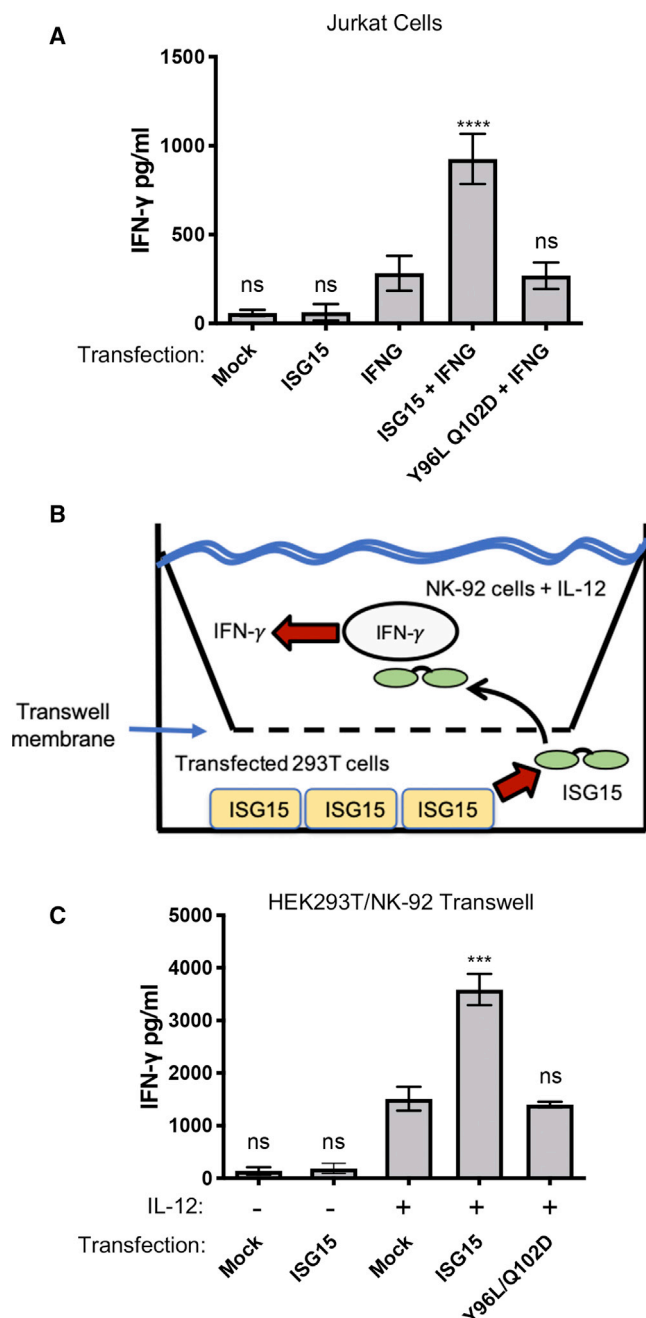 A
Jurkat Cells
IFN-γ pg/ml
1500
1000
500
0
ns
ns
****
ns
Transfection:
Mock
ISG15
IFNG
ISG15 + IFNG
Y96L Q102D + IFNG
B
NK-92 cells + IL-12
IFN-γ
IFN-γ
Transwell
membrane
Transfected 293T cells
ISG15
ISG15
ISG15
ISG15
C
HEK293T/NK-92 Transwell
IFN-γ pg/ml
5000
4000
3000
2000
1000
0
ns
ns
***
ns
IL-12: - - + + +
Transfection:
Mock
ISG15
Mock
ISG15
Y96L/Q102D